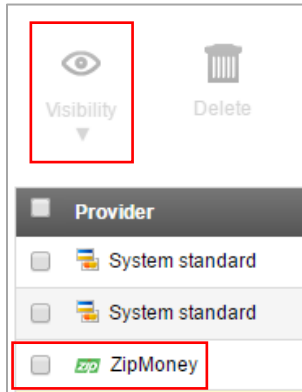 Visibility Delete
Provider
System standard
System standard
zip ZipMoney